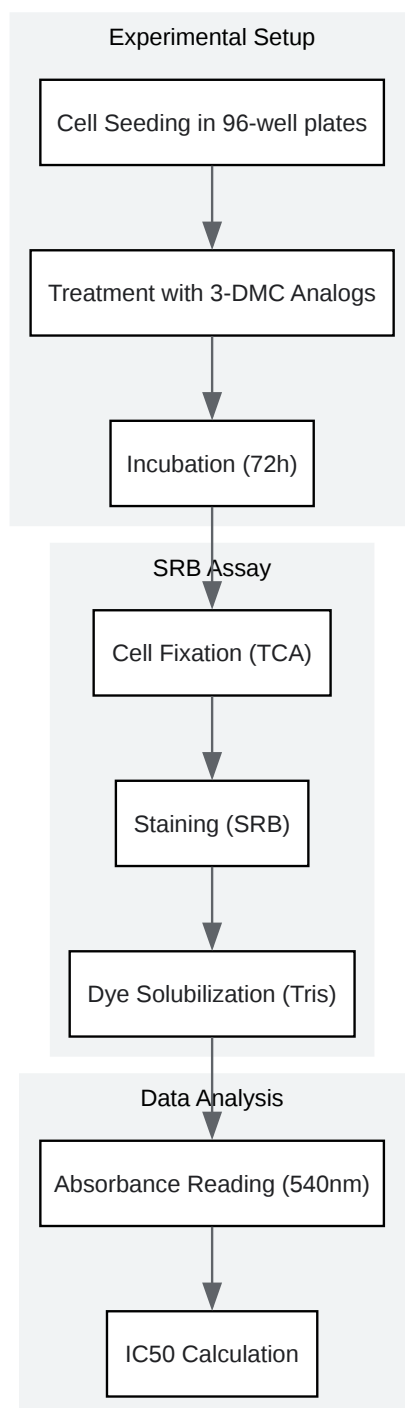 Experimental Setup
Cell Seeding in 96-well plates
Treatment with 3-DMC Analogs
Incubation (72h)
SRB Assay
Cell Fixation (TCA)
Staining (SRB)
Dye Solubilization (Tris)
Data Analysis
Absorbance Reading (540nm)
IC50 Calculation